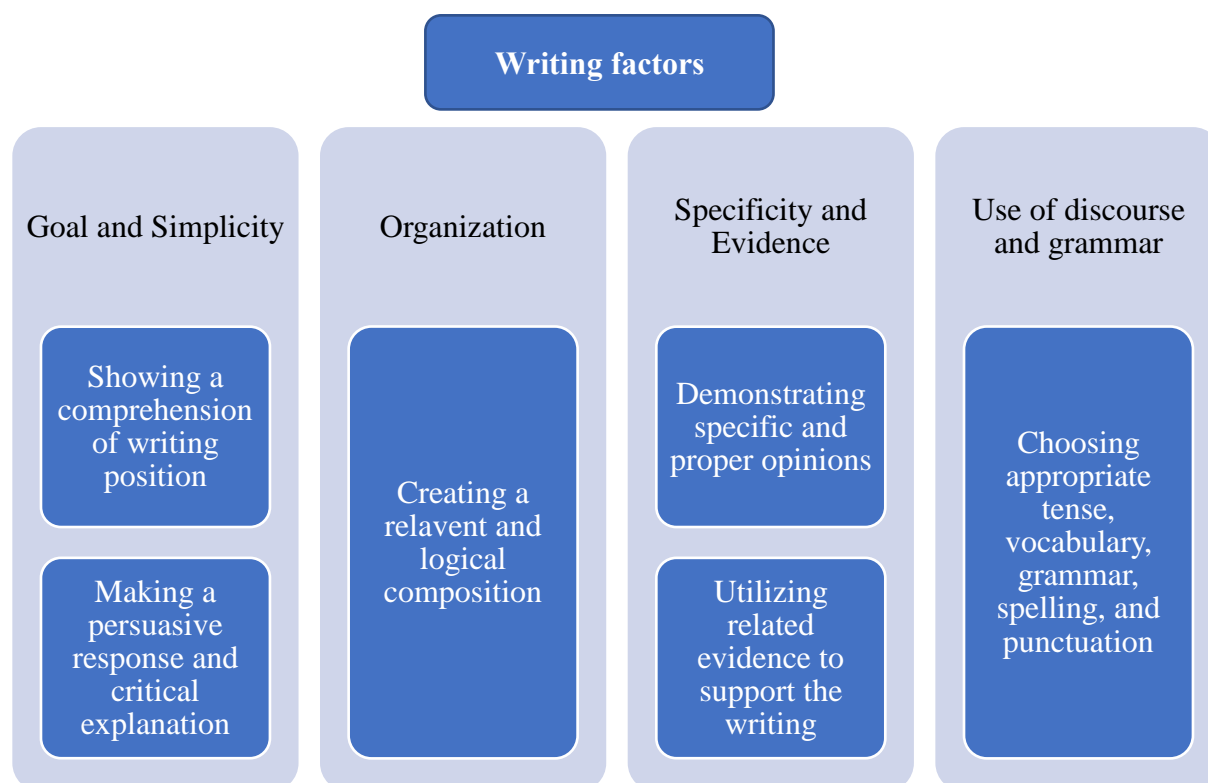 Writing factors
Goal and Simplicity
Showing a
comprehension
of writing
position
Making a
persuasive
response and
critical
explanation
Organization
Creating a
relavent and
logical
composition
Specificity and
Evidence
Demonstrating
specific and
proper opinions
Utilizing
related
evidence to
support the
writing
Use of discourse
and grammar
Choosing
appropriate
tense,
vocabulary,
grammar,
spelling, and
punctuation